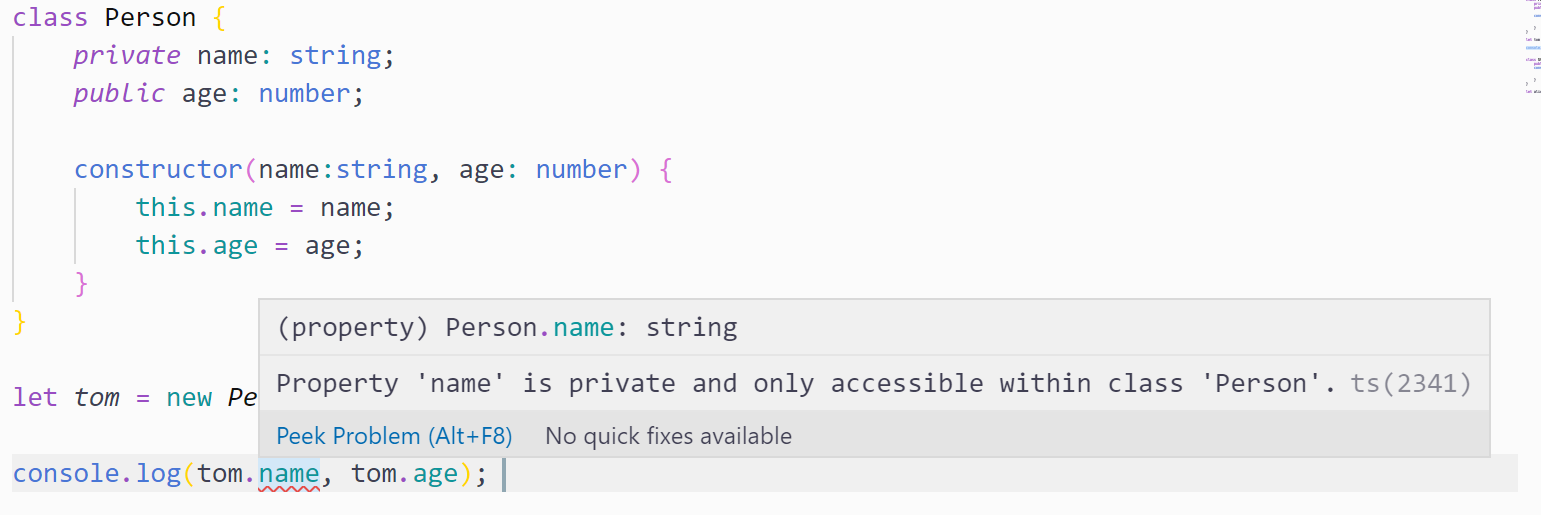 class Person {
    private name: string;
    public age: number;
    constructor(name:string, age: number) {
        this.name = name;
        this.age = age;
    }
}
(property) Person.name: string
Property 'name' is private and only accessible within class 'Person'. ts(2341)
let tom = new Pe
Peek Problem (Alt+F8) No quick fixes available
console.log(tom.name, tom.age);